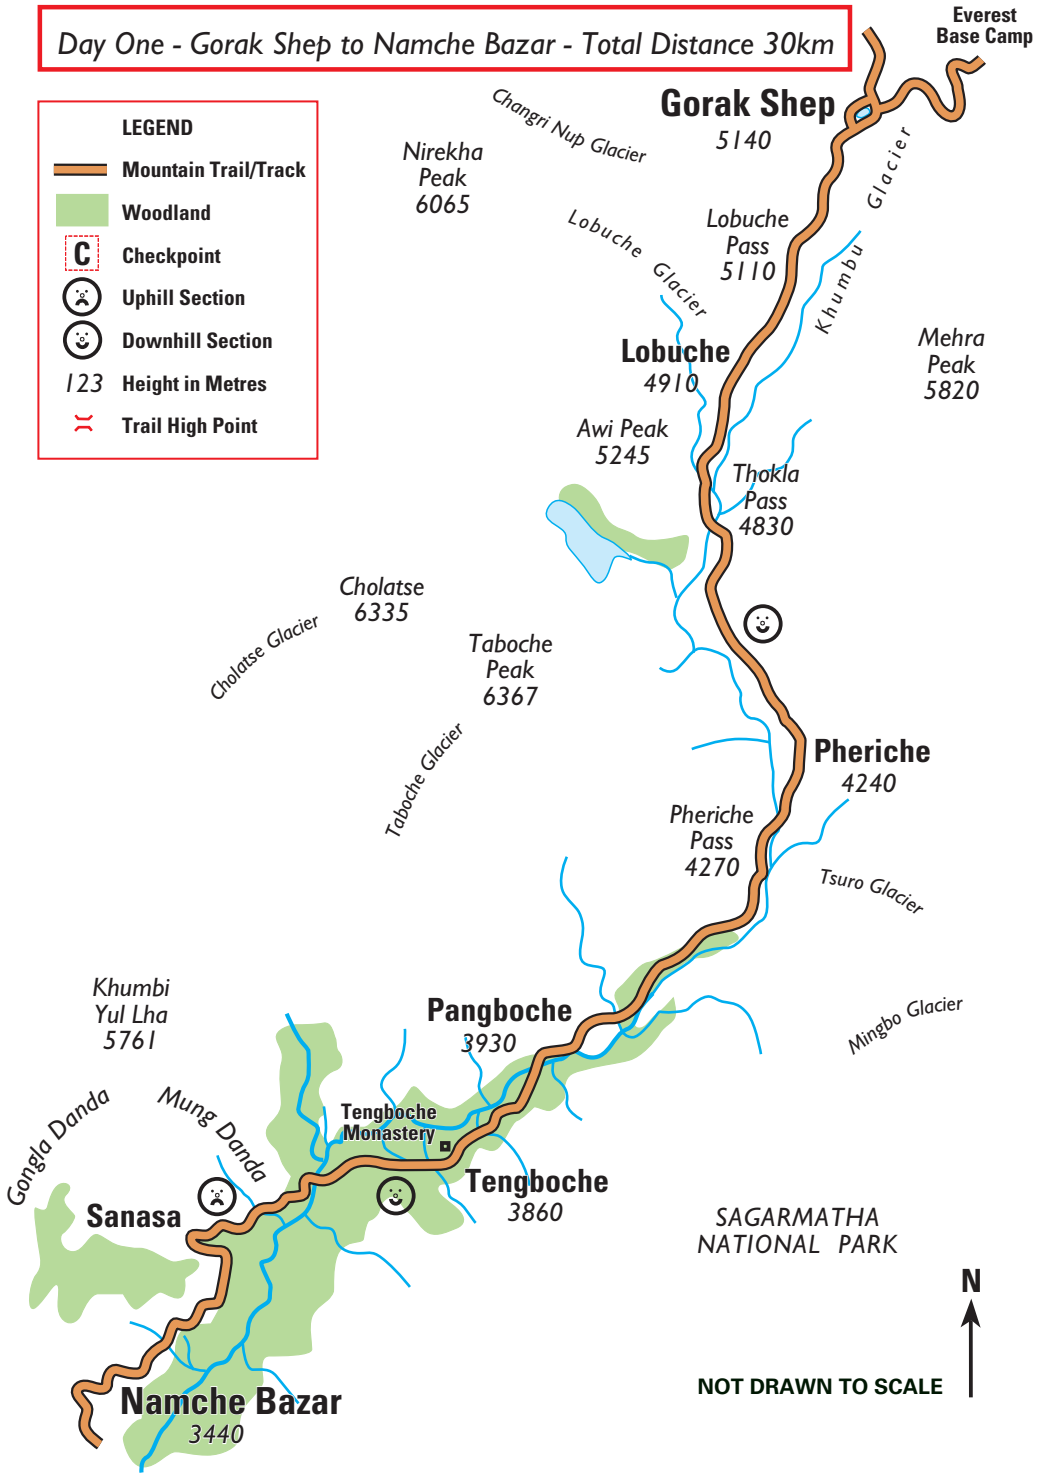 Day One - Gorak Shep to Namche Bazar - Total Distance 30km
Everest
Base Camp
LEGEND
Mountain Trail/Track
Woodland
C Checkpoint
Uphill Section
Downhill Section
123 Height in Metres
Trail High Point
Gorak Shep
5140
Changri Nup Glacier
Nirekha
Peak
6065
Khumbu Glacier
Lobuche Glacier
Lobuche
Pass
5110
Lobuche
4910
Mehra
Peak
5820
Awi Peak
5245
Thokla
Pass
4830
Cholatse
6335
Cholatse Glacier
Taboche
Peak
6367
Taboche Glacier
Pheriche
4240
Pheriche
Pass
4270
Tsuro Glacier
Khumbi
Yul Lha
5761
Pangboche
3930
Mingbo Glacier
Gongla Danda
Mung Danda
Tengboche
Monastery
Tengboche
3860
Sanasa
SAGARMATHA
NATIONAL PARK
N
NOT DRAWN TO SCALE
Namche Bazar
3440